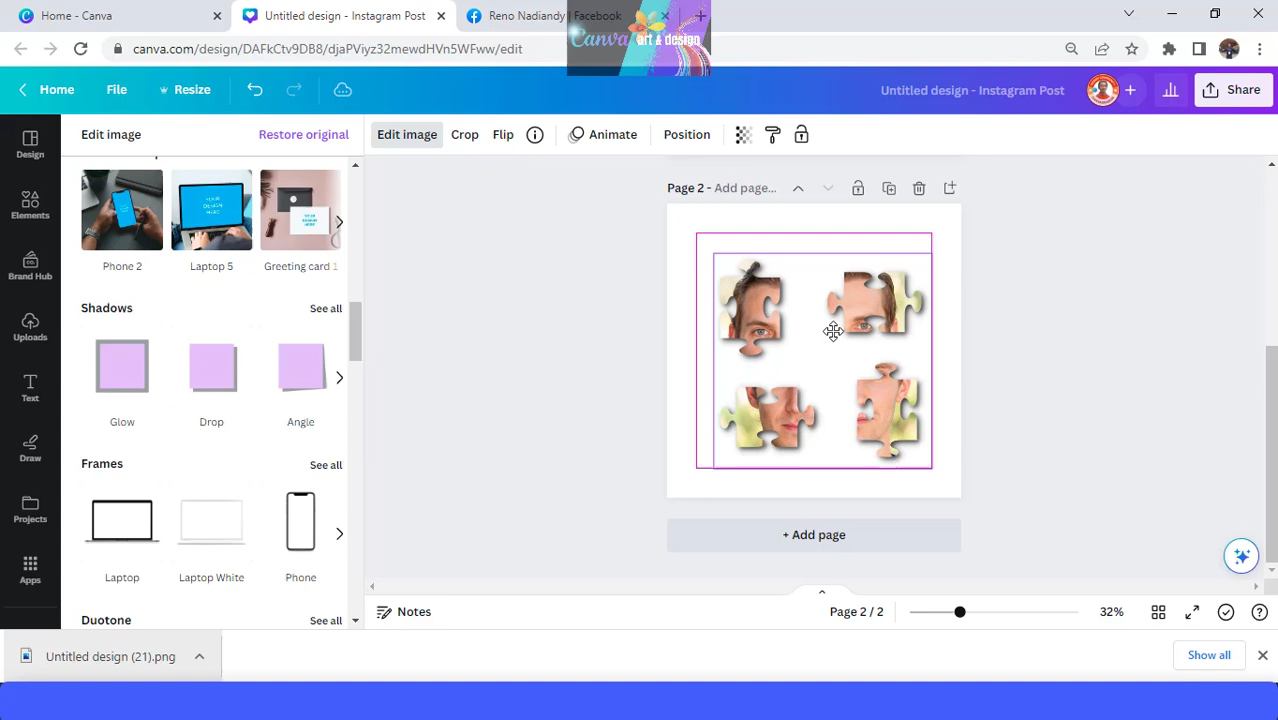 Home - Canva
Untitled design - Instagram Post
Reno Nadiandy | Facebook
canva.com/design/DAFkCtv9DB8/djaPViyz32mewdHVn5WFww/edit
Canva art & design
Home
File
Resize
Untitled design - Instagram Post
Share
Edit image
Restore original
Edit image
Crop
Flip
Animate
Position
Design
Elements
Brand Hub
Uploads
Text
Draw
Projects
Apps
YOUR DESIGN HERE
Phone 2
Laptop 5
Greeting card 1
Shadows
See all
Glow
Drop
Angle
Frames
See all
Laptop
Laptop White
Phone
Duotone
See all
Page 2 - Add page...
+ Add page
Notes
Page 2 / 2
32%
Untitled design (21).png
Show all